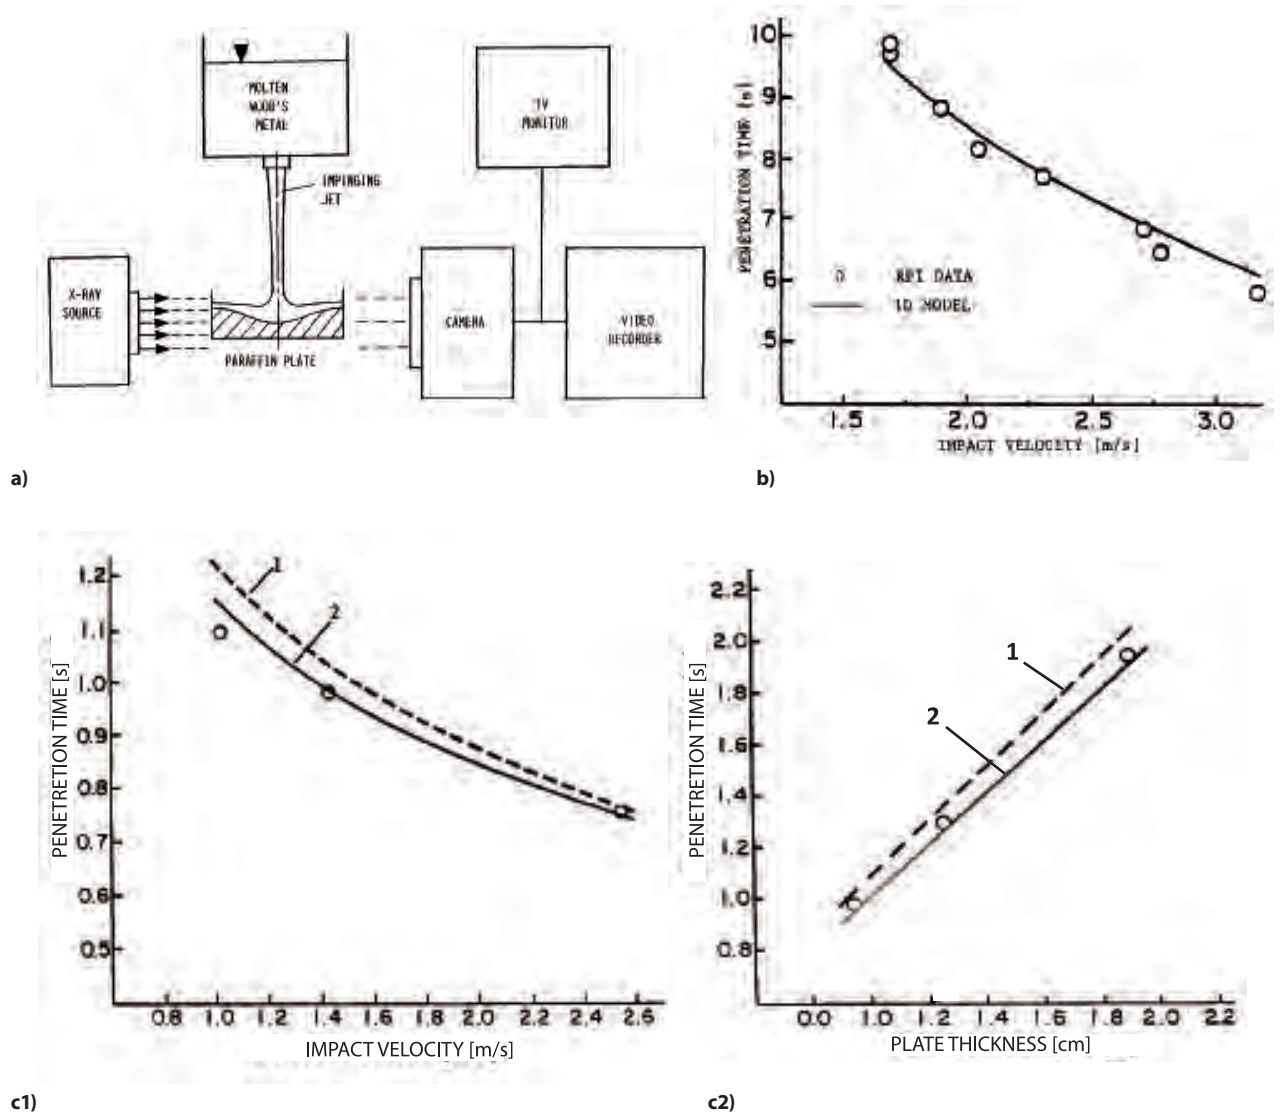 MOLTEN
WOOD'S
METAL
IMPINGING
JET
TV
MONITOR
X-RAY
SOURCE
CAMERA
VIDEO
RECORDER
PARAFFIN PLATE
a)
PENETRATION TIME [s]
10
9
8
7
6
5
RPI DATA
1D MODEL
1.5 2.0 2.5 3.0
IMPACT VELOCITY [m/s]
b)
PENETRETION TIME [s]
1.2
1.1
1.0
0.9
0.8
0.7
0.6
0.5
1
2
0.8 1.0 1.2 1.4 1.6 1.8 2.0 2.2 2.4 2.6
IMPACT VELOCITY [m/s]
c1)
PENETRETION TIME [s]
2.2
2.0
1.8
1.6
1.4
1.2
1.0
0.8
1
2
0.0 1.0 1.2 1.4 1.6 1.8 2.0 2.2
PLATE THICKNESS [cm]
c2)